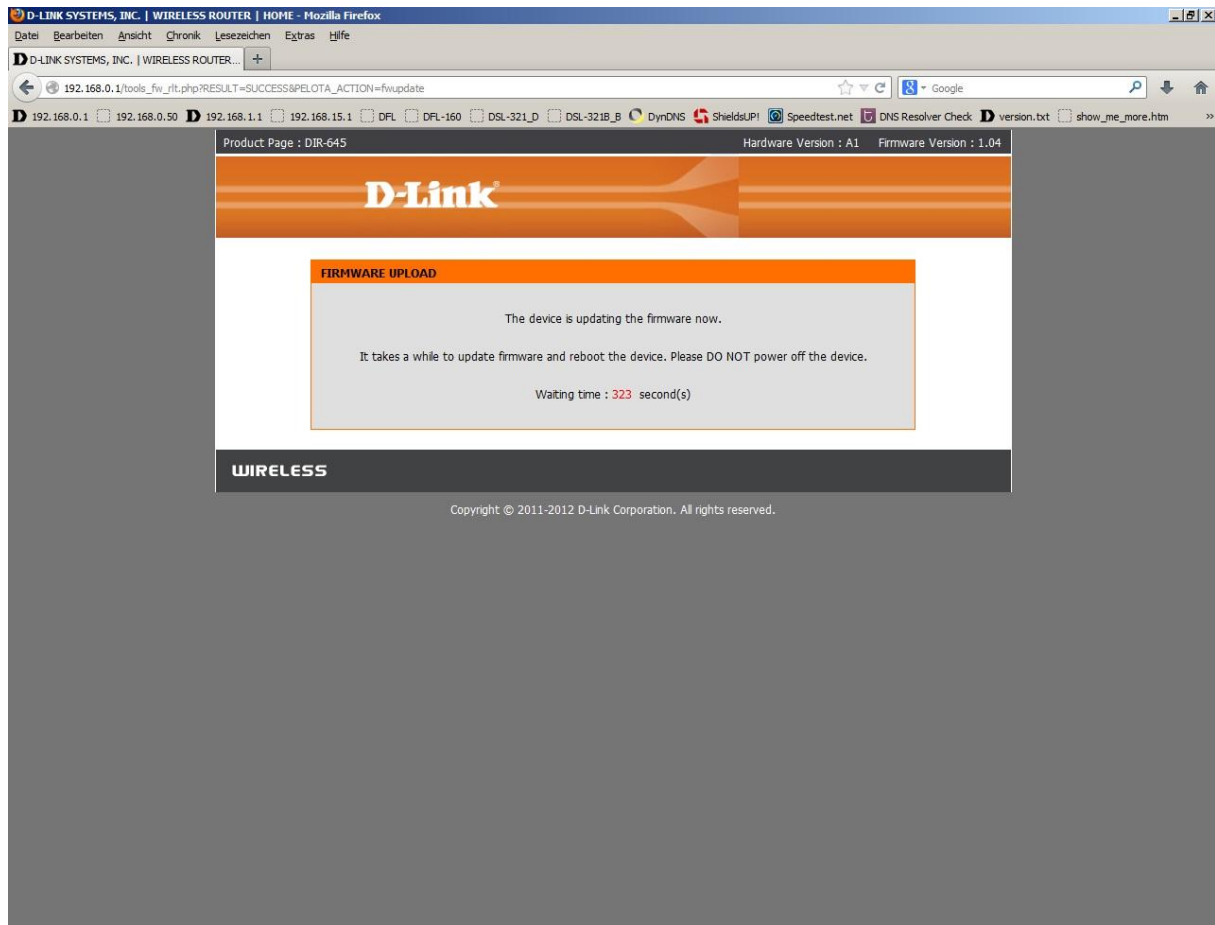 D-LINK SYSTEMS, INC. | WIRELESS ROUTER | HOME - Mozilla Firefox
Datei Bearbeiten Ansicht Chronik Lesezeichen Extras Hilfe
D-LINK SYSTEMS, INC. | WIRELESS ROUTER... +
192.168.0.1/tools_fw_rlt.php?RESULT=SUCCESS&PELOTA_ACTION=fwupdate Google
192.168.0.1 192.168.0.50 192.168.1.1 192.168.15.1 DFL DFL-160 DSL-321_D DSL-321B_B DynDNS ShieldsUP! Speedtest.net DNS Resolver Check version.txt show_me_more.htm »
Product Page : DIR-645 Hardware Version : A1 Firmware Version : 1.04
D-Link®
FIRMWARE UPLOAD
The device is updating the firmware now.
It takes a while to update firmware and reboot the device. Please DO NOT power off the device.
Waiting time : 323 second(s)
WIRELESS
Copyright © 2011-2012 D-Link Corporation. All rights reserved.